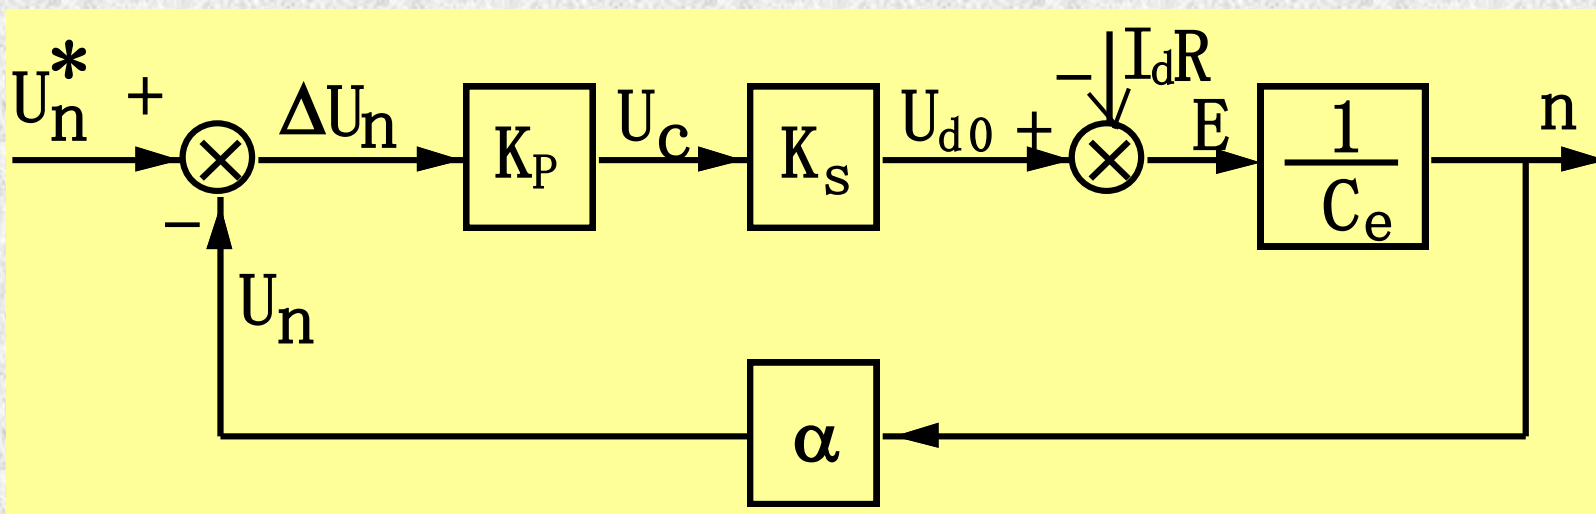 U*n + ΔUn KP Uc Ks Ud0 + − IdR E 1/Ce n
− Un
α